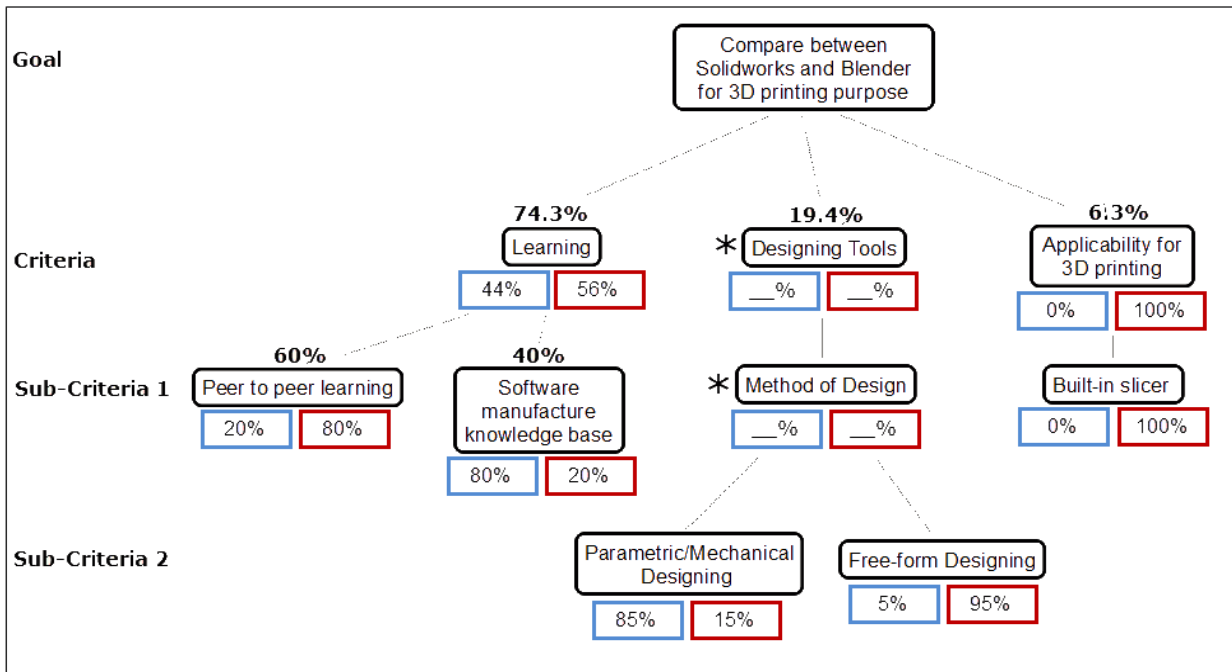 Goal
Compare between
Solidworks and Blender
for 3D printing purpose
Criteria
74.3%
Learning
44% 56%
19.4%
* Designing Tools
__% __%
6.3%
Applicability for
3D printing
0% 100%
Sub-Criteria 1
60%
Peer to peer learning
20% 80%
40%
Software
manufacture
knowledge base
80% 20%
* Method of Design
__% __%
Built-in slicer
0% 100%
Sub-Criteria 2
Parametric/Mechanical
Designing
85% 15%
Free-form Designing
5% 95%